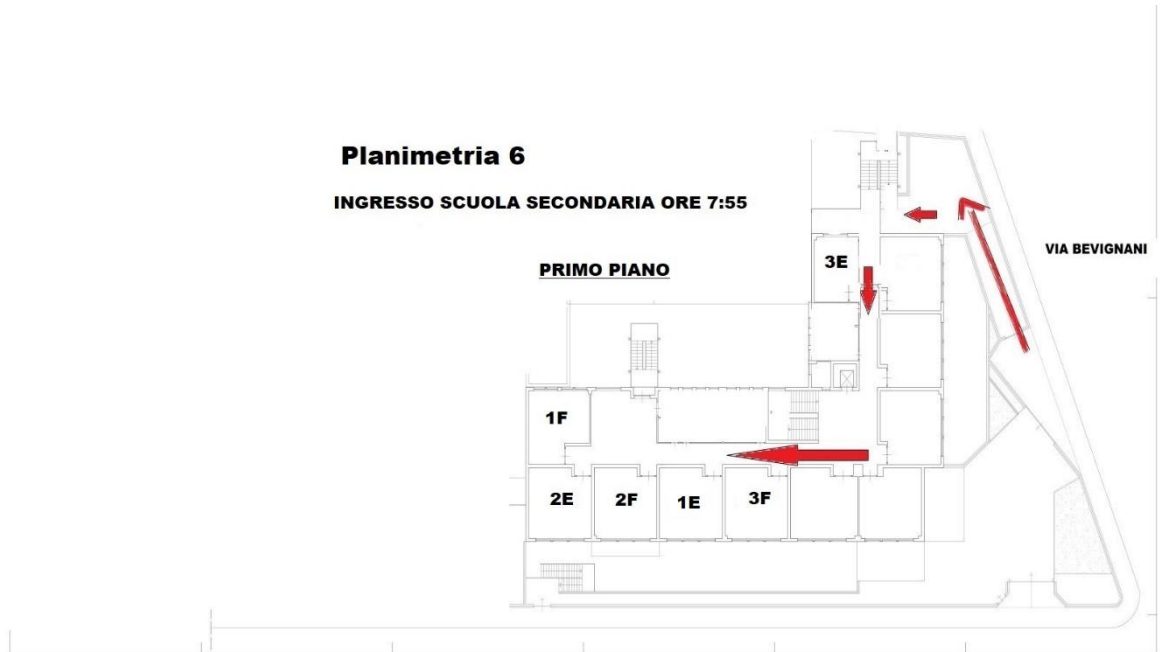 Planimetria 6
INGRESSO SCUOLA SECONDARIA ORE 7:55
VIA BEVIGNANI
PRIMO PIANO
3E
1F
2E
2F
1E
3F